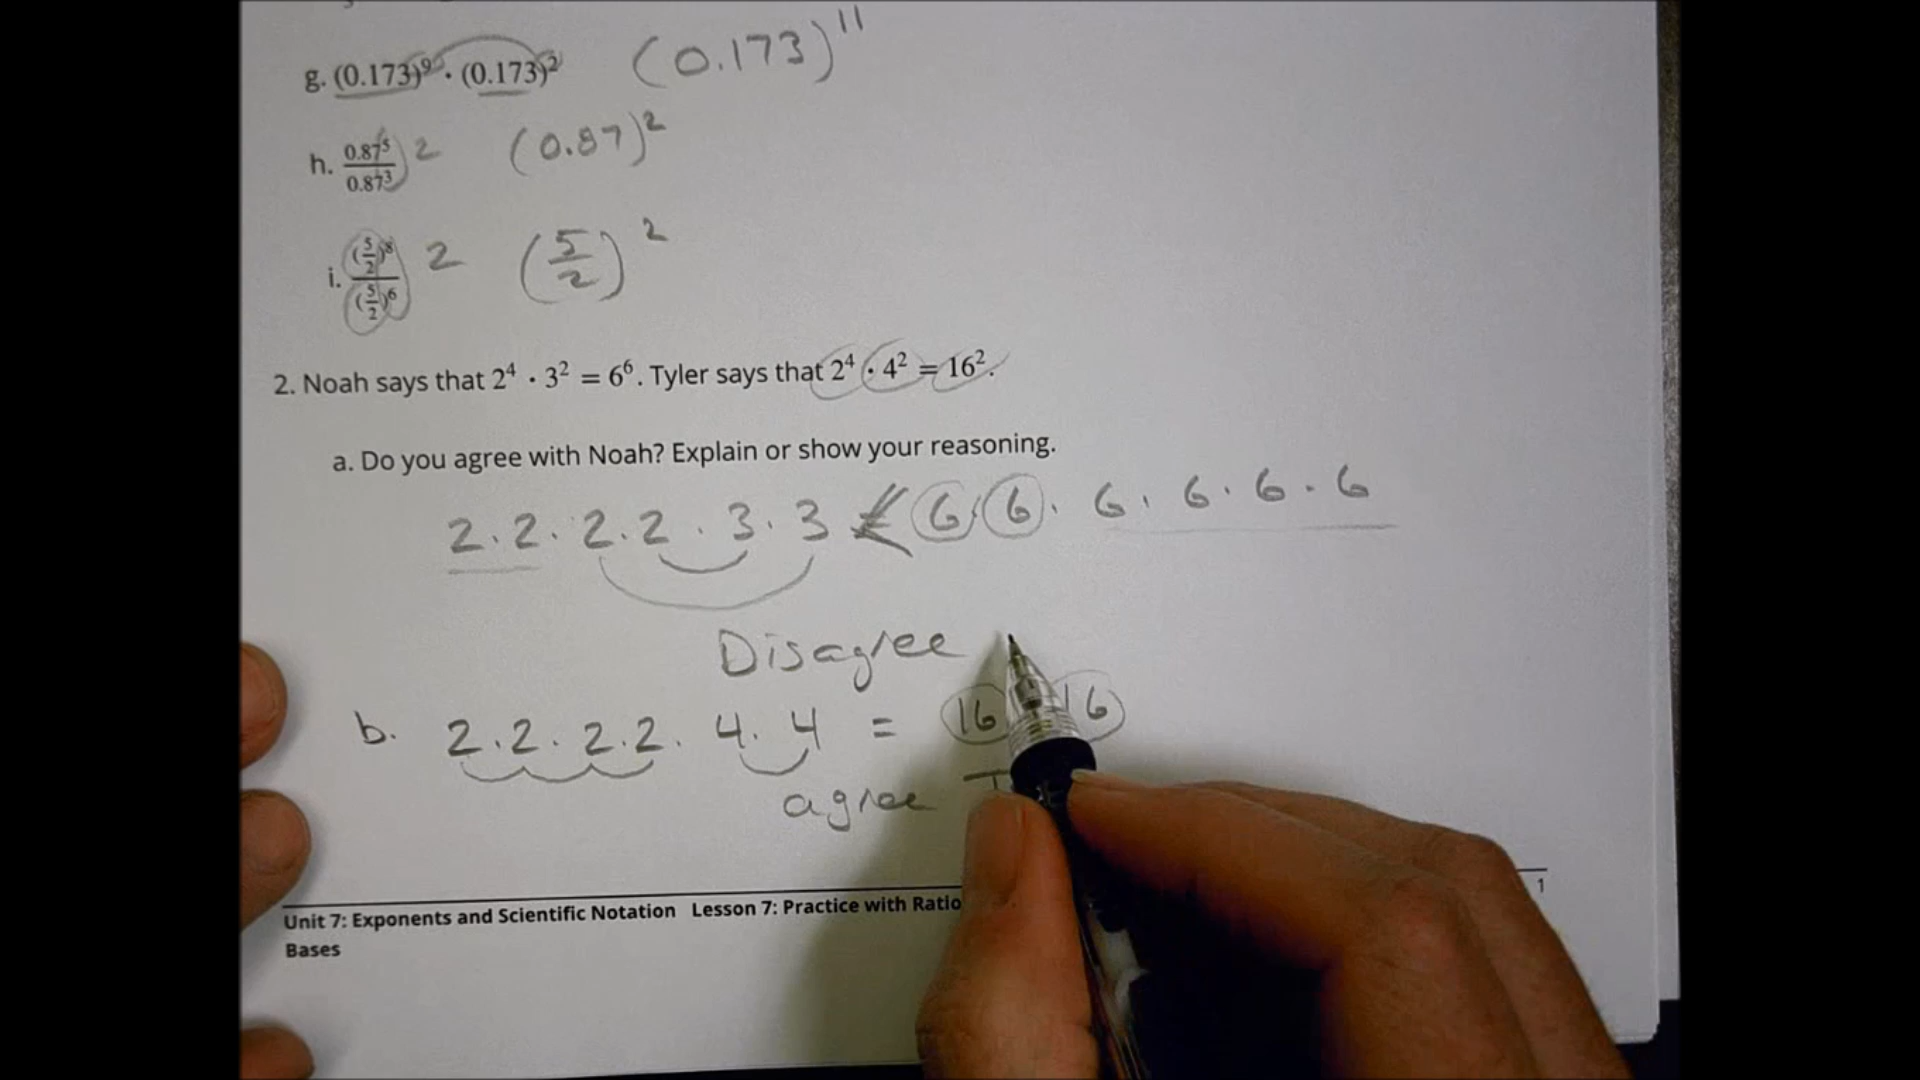 g. (0.173)⁹ · (0.173)² (0.173)¹¹
h. 0.87⁵/0.87³ 2 (0.87)²
i. (5/2)⁸/(5/2)⁶ 2 (5/2)²
2. Noah says that 2⁴ · 3² = 6⁶. Tyler says that 2⁴ · 4² = 16².
a. Do you agree with Noah? Explain or show your reasoning.
2 · 2 · 2 · 2 · 3 · 3 6 · 6 · 6 · 6 · 6 · 6
Disagree
b. 2 · 2 · 2 · 2 · 4 · 4 = 16 16
agree
Unit 7: Exponents and Scientific Notation Lesson 7: Practice with
Bases
1